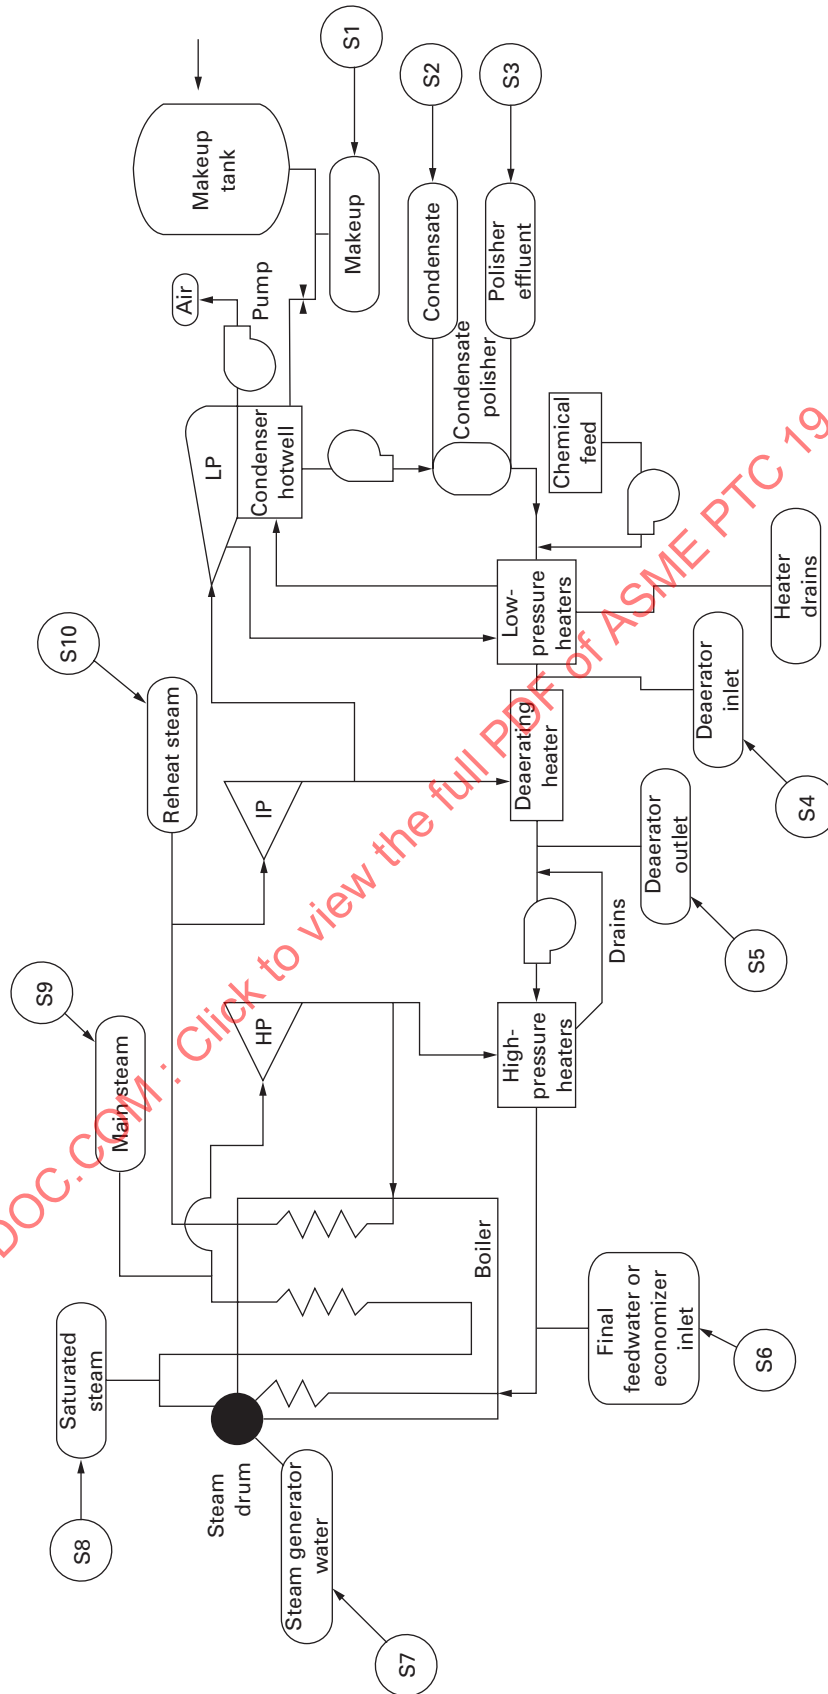 S8
Saturated
steam
S9
Main steam
S10
Reheat steam
Makeup
tank
Air
Pump
S1
Makeup
Steam
drum
HP
IP
LP
Condenser
hotwell
Steam generator
water
S7
Boiler
S2
Condensate
Condensate
polisher
S3
Polisher
effluent
High-
pressure
heaters
Drains
Deaerating
heater
Low-
pressure
heaters
Chemical
feed
Final
feedwater or
economizer
inlet
S6
Deaerator
outlet
S5
Deaerator
inlet
S4
Heater
drains
DOC.COM : Click to view the full PDF of ASME PTC 19